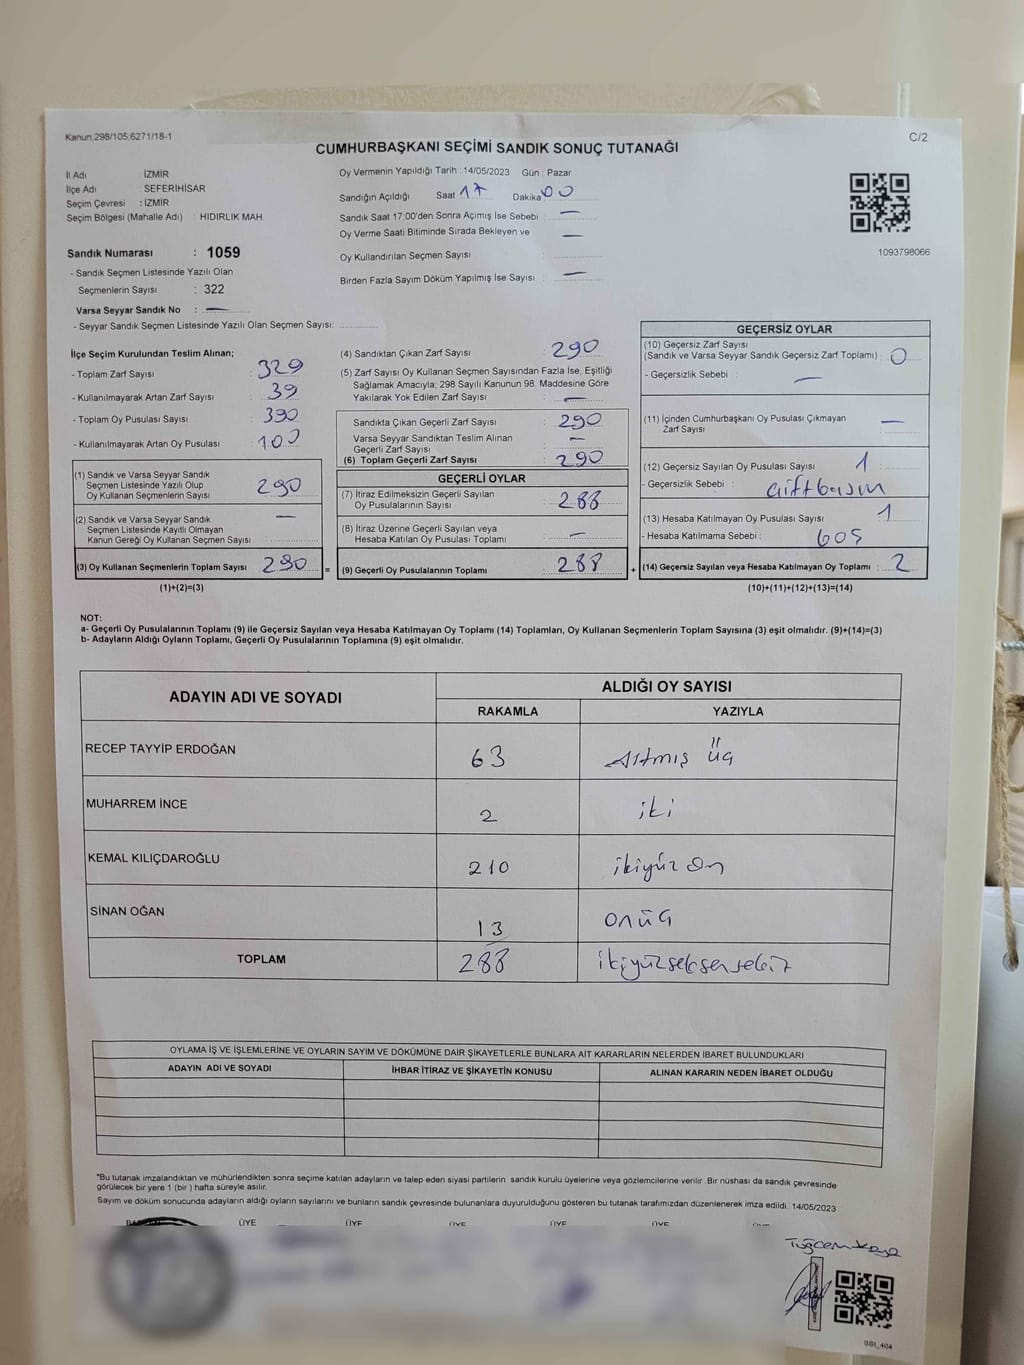 Kanun:298/105;6271/18-1
C/2
CUMHURBAŞKANI SEÇİMİ SANDIK SONUÇ TUTANAĞI
İl Adı İZMİR
İlçe Adı : SEFERİHİSAR
Seçim Çevresi : İZMİR
Seçim Bölgesi (Mahalle Adı) : HIDIRLIK MAH.
Sandık Numarası : 1059
- Sandık Seçmen Listesinde Yazılı Olan
Seçmenlerin Sayısı : 322
Varsa Seyyar Sandık No : —
- Seyyar Sandık Seçmen Listesinde Yazılı Olan Seçmen Sayısı:
Oy Vermenin Yapıldığı Tarih : 14/05/2023 Gün : Pazar
Sandığın Açıldığı Saat 17 Dakika 00
Sandık Saat 17:00'den Sonra Açımış İse Sebebi : —
Oy Verme Saati Bitiminde Sırada Bekleyen ve —
Oy Kullandırılan Seçmen Sayısı
Birden Fazla Sayım Döküm Yapılmış İse Sayısı : —
1093798066
İlçe Seçim Kurulundan Teslim Alınan;
- Toplam Zarf Sayısı : 329
- Kullanılmayarak Artan Zarf Sayısı : 39
- Toplam Oy Pusulası Sayısı : 390
- Kullanılmayarak Artan Oy Pusulası : 100
(1) Sandık ve Varsa Seyyar Sandık
Seçmen Listesinde Yazılı Olup
Oy Kullanan Seçmenlerin Sayısı : 290
(2) Sandık ve Varsa Seyyar Sandık —
Seçmen Listesinde Kayıtlı Olmayan
Kanun Gereği Oy Kullanan Seçmen Sayısı :
(3) Oy Kullanan Seçmenlerin Toplam Sayısı : 290 =
(1)+(2)=(3)
(4) Sandıktan Çıkan Zarf Sayısı : 290
(5) Zarf Sayısı Oy Kullanan Seçmen Sayısından Fazla İse, Eşitliği
Sağlamak Amacıyla; 298 Sayılı Kanunun 98. Maddesine Göre
Yakılarak Yok Edilen Zarf Sayısı : —
Sandıkta Çıkan Geçerli Zarf Sayısı : 290
Varsa Seyyar Sandıktan Teslim Alınan —
Geçerli Zarf Sayısı
(6) Toplam Geçerli Zarf Sayısı : 290
GEÇERLİ OYLAR
(7) İtiraz Edilmeksizin Geçerli Sayılan
Oy Pusulalarının Sayısı : 288
(8) İtiraz Üzerine Geçerli Sayılan veya
Hesaba Katılan Oy Pusulası Toplamı : —
(9) Geçerli Oy Pusulalarının Toplamı : 288 +
GEÇERSİZ OYLAR
(10) Geçersiz Zarf Sayısı
(Sandık ve Varsa Seyyar Sandık Geçersiz Zarf Toplamı) : 0
- Geçersizlik Sebebi : —
(11) İçinden Cumhurbaşkanı Oy Pusulası Çıkmayan —
Zarf Sayısı
(12) Geçersiz Sayılan Oy Pusulası Sayısı : 1
- Geçersizlik Sebebi : çift basım
(13) Hesaba Katılmayan Oy Pusulası Sayısı : 1
- Hesaba Katılmama Sebebi : boş
(14) Geçersiz Sayılan veya Hesaba Katılmayan Oy Toplamı : 2
(10)+(11)+(12)+(13)=(14)
NOT:
a- Geçerli Oy Pusulalarının Toplamı (9) ile Geçersiz Sayılan veya Hesaba Katılmayan Oy Toplamı (14) Toplamları, Oy Kullanan Seçmenlerin Toplam Sayısına (3) eşit olmalıdır. (9)+(14)=(3)
b- Adayların Aldığı Oyların Toplamı, Geçerli Oy Pusulalarının Toplamına (9) eşit olmalıdır.
ADAYIN ADI VE SOYADI ALDIĞI OY SAYISI
RAKAMLA YAZIYLA
RECEP TAYYİP ERDOĞAN 63 Altmış Üç
MUHARREM İNCE 2 iki
KEMAL KILIÇDAROĞLU 210 ikiyüz on
SİNAN OĞAN 13 onüç
TOPLAM 288 ikiyüzseksensekiz
OYLAMA İŞ VE İŞLEMLERİNE VE OYLARIN SAYIM VE DÖKÜMÜNE DAİR ŞİKAYETLERLE BUNLARA AİT KARARLARIN NELERDEN İBARET BULUNDUKLARI
ADAYIN ADI VE SOYADI İHBAR İTİRAZ VE ŞİKAYETİN KONUSU ALINAN KARARIN NEDEN İBARET OLDUĞU
*Bu tutanak imzalandıktan ve mühürlendikten sonra seçime katılan adayların ve talep eden siyasi partilerin sandık kurulu üyelerine veya gözlemcilerine verilir .Bir nüshası da sandık çevresinde
görülecek bir yere 1 (bir ) hafta süreyle asılır.
Sayım ve döküm sonucunda adayların aldığı oyların sayılarını ve bunların sandık çevresinde bulunanlara duyurulduğunu gösteren bu tutanak tarafımızdan düzenlenerek imza edildi. 14/05/2023
ÜYE ÜYE ÜYE ÜYE ÜYE
Tuğcem Kaya